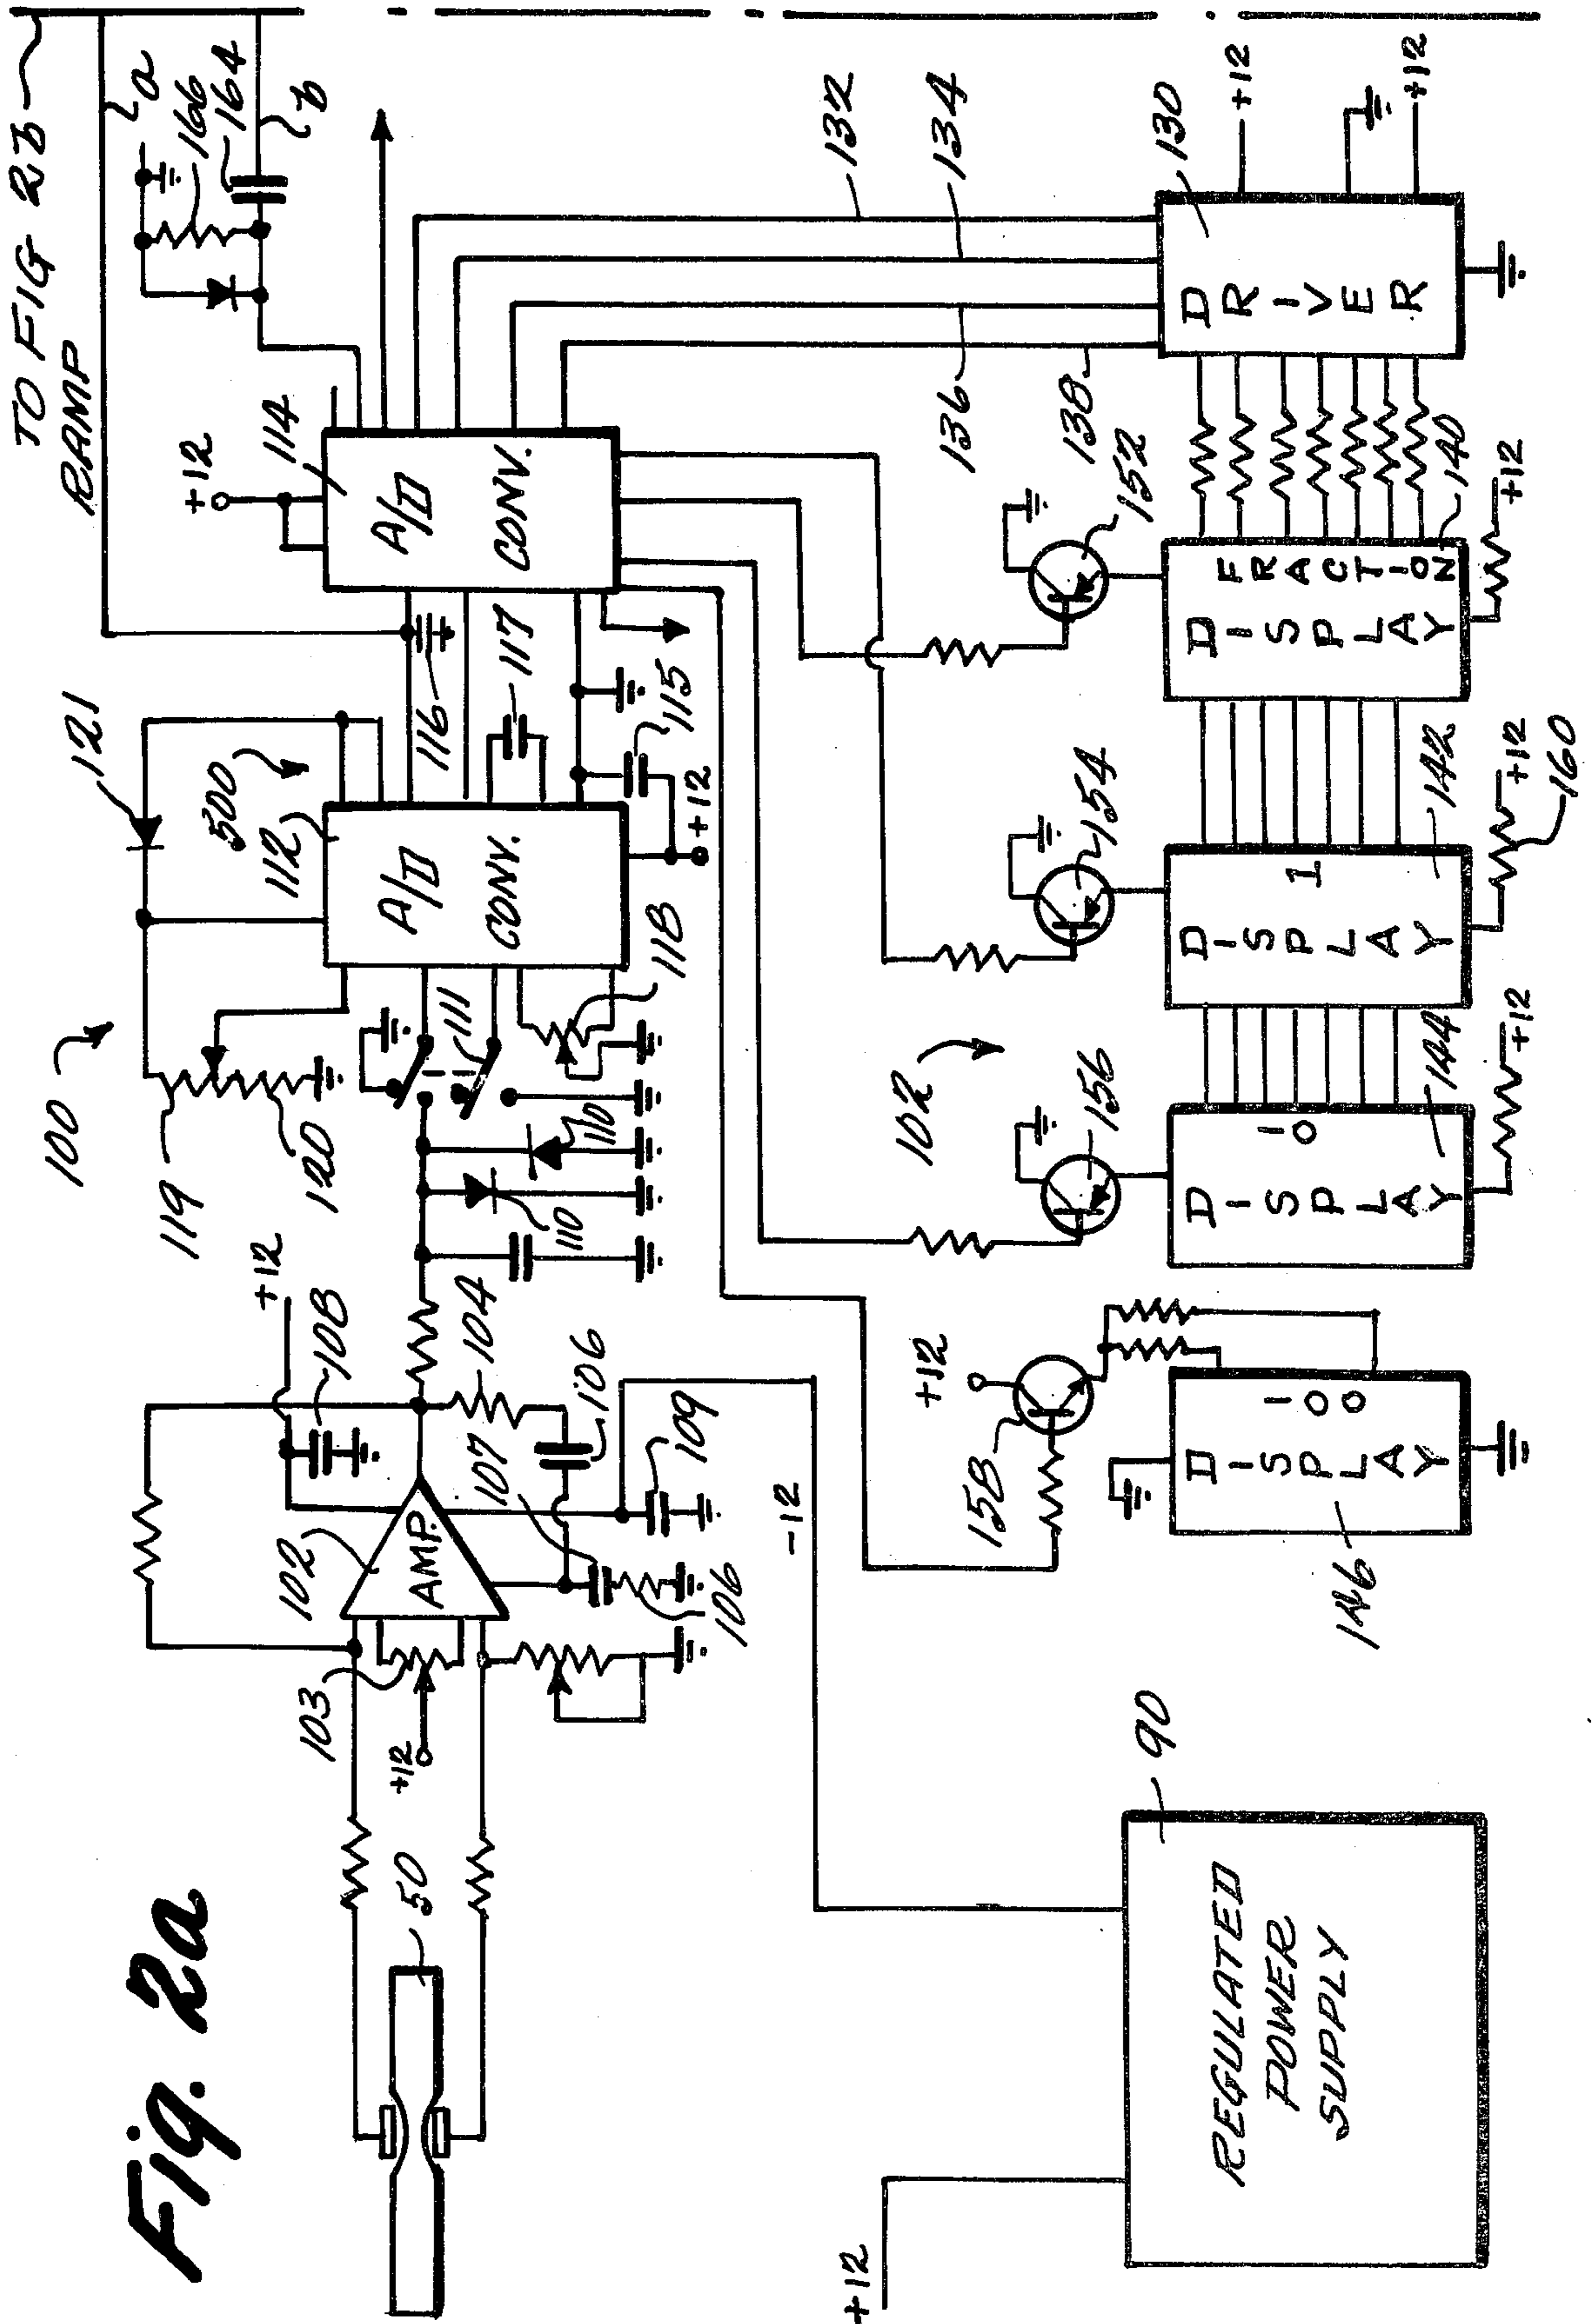 Fig. 2a
TO FIG 2b
RAMP
a
166
164
b
100
119
120
121
500
112
A/D
CONV.
114
+12
A/D
CONV.
116
117
115
+12
118
111
110
110
+12
108
104
106
107
109
106
102
AMP.
103
+12
50
-12
132
134
136
138
130
DRIVER
+12
+12
102
152
154
156
158
+12
DISPLAY
FRACTION
140
+12
DISPLAY
1
142
+12
160
DISPLAY
10
144
+12
DISPLAY
100
146
90
REGULATED
POWER
SUPPLY
+12